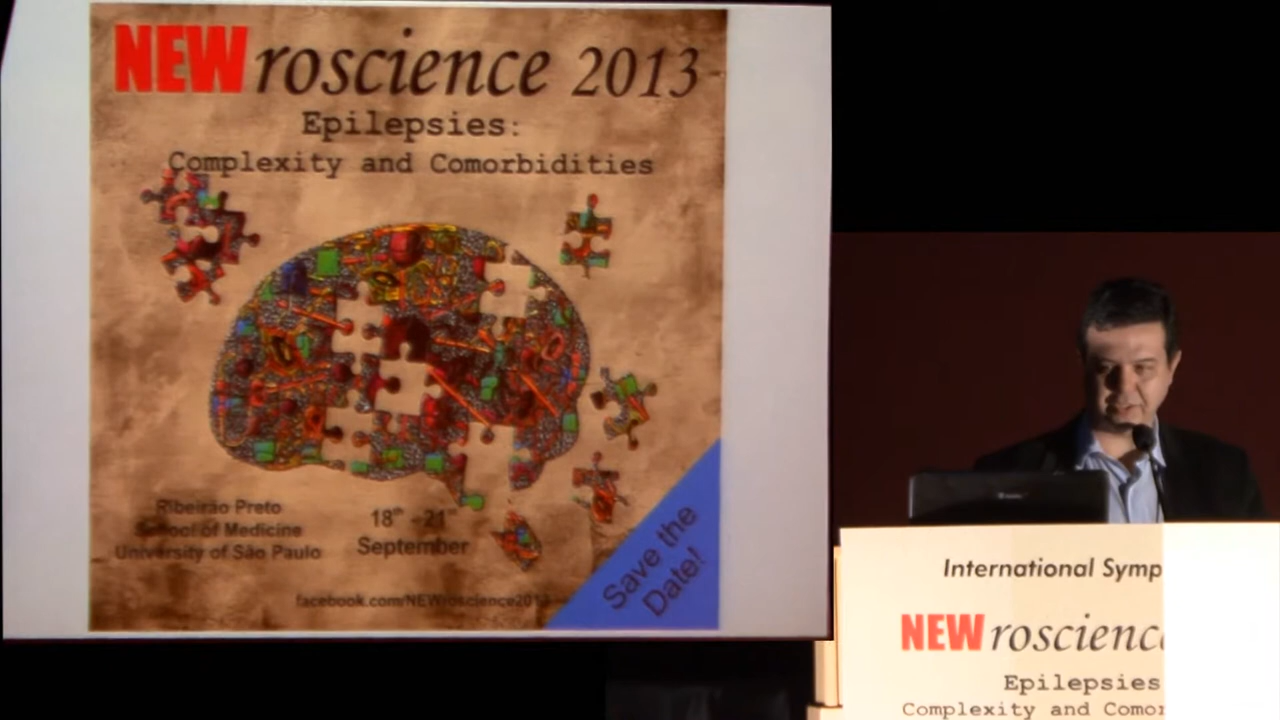 NEWroscience 2013
Epilepsies:
Complexity and Comorbidities
Ribeirão Preto
School of Medicine
University of São Paulo
18th - 21st
September
Save the
Date!
facebook.com/NEWroscience2013
International Symp
NEWroscienc
Epilepsies
Complexity and Comor